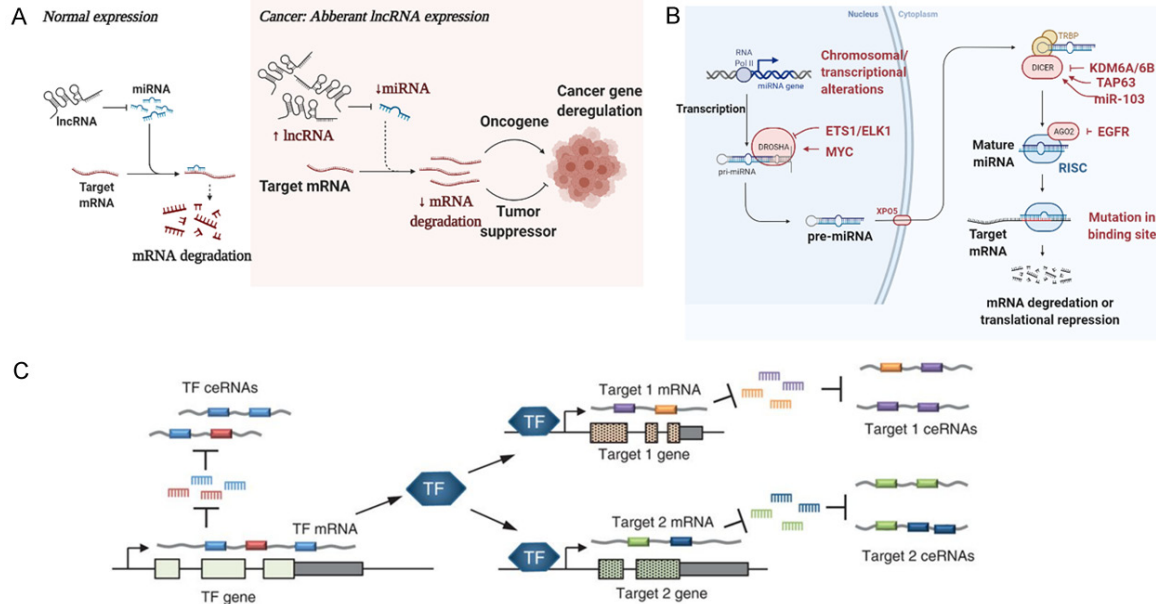 A
Normal expression
lncRNA
miRNA
Target
mRNA
mRNA degradation
Cancer: Abberant lncRNA expression
↑ lncRNA
↓miRNA
Target mRNA
↓ mRNA
degradation
Oncogene
Tumor
suppressor
Cancer gene
deregulation
B
Nucleus
Cytoplasm
RNA
Pol II
miRNA gene
Chromosomal/
transcriptional
alterations
Transcription
DROSHA
ETS1/ELK1
MYC
pri-miRNA
pre-miRNA
XPO5
TRBP
DICER
KDM6A/6B
TAP63
miR-103
AGO2
EGFR
Mature
miRNA
RISC
Target
mRNA
Mutation in
binding site
mRNA degredation or
translational repression
C
TF ceRNAs
TF mRNA
TF gene
TF
TF
Target 1 mRNA
Target 1 gene
Target 1 ceRNAs
TF
Target 2 mRNA
Target 2 gene
Target 2 ceRNAs